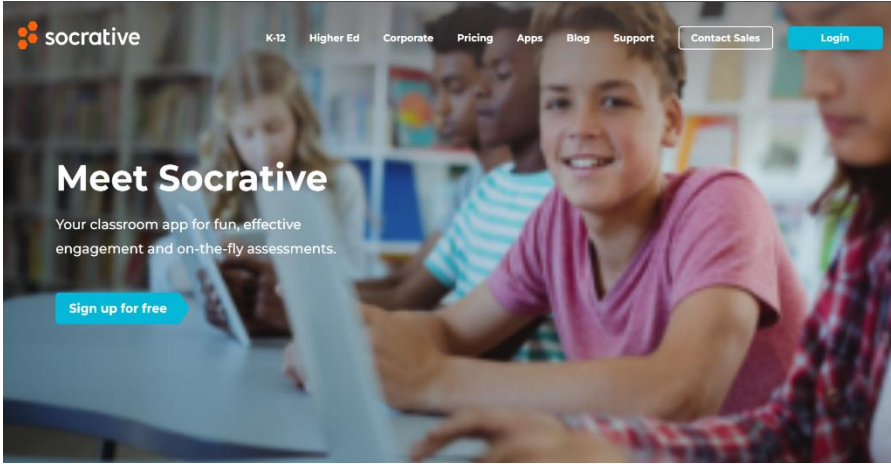 socrative
K-12 Higher Ed Corporate Pricing Apps Blog Support Contact Sales Login
Meet Socrative
Your classroom app for fun, effective
engagement and on-the-fly assessments.
Sign up for free